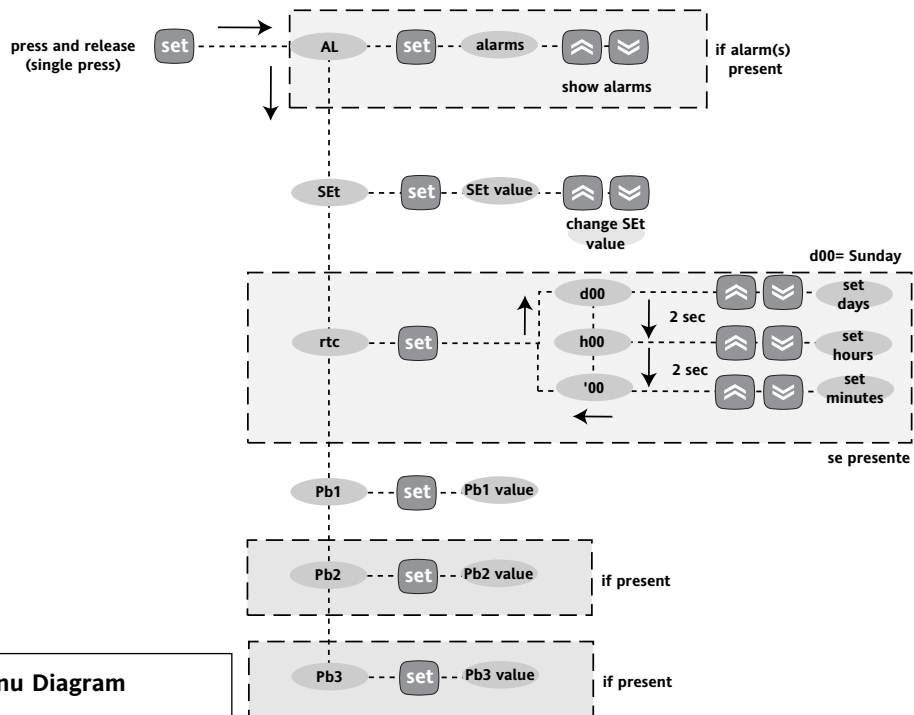 press and release
(single press)
set
AL
set
alarms
show alarms
if alarm(s)
present
SEt
set
SEt value
change SEt
value
d00= Sunday
rtc
set
d00
h00
'00
2 sec
2 sec
set
days
set
hours
set
minutes
se presente
Pb1
set
Pb1 value
Pb2
set
Pb2 value
if present
Pb3
set
Pb3 value
if present
nu Diagram